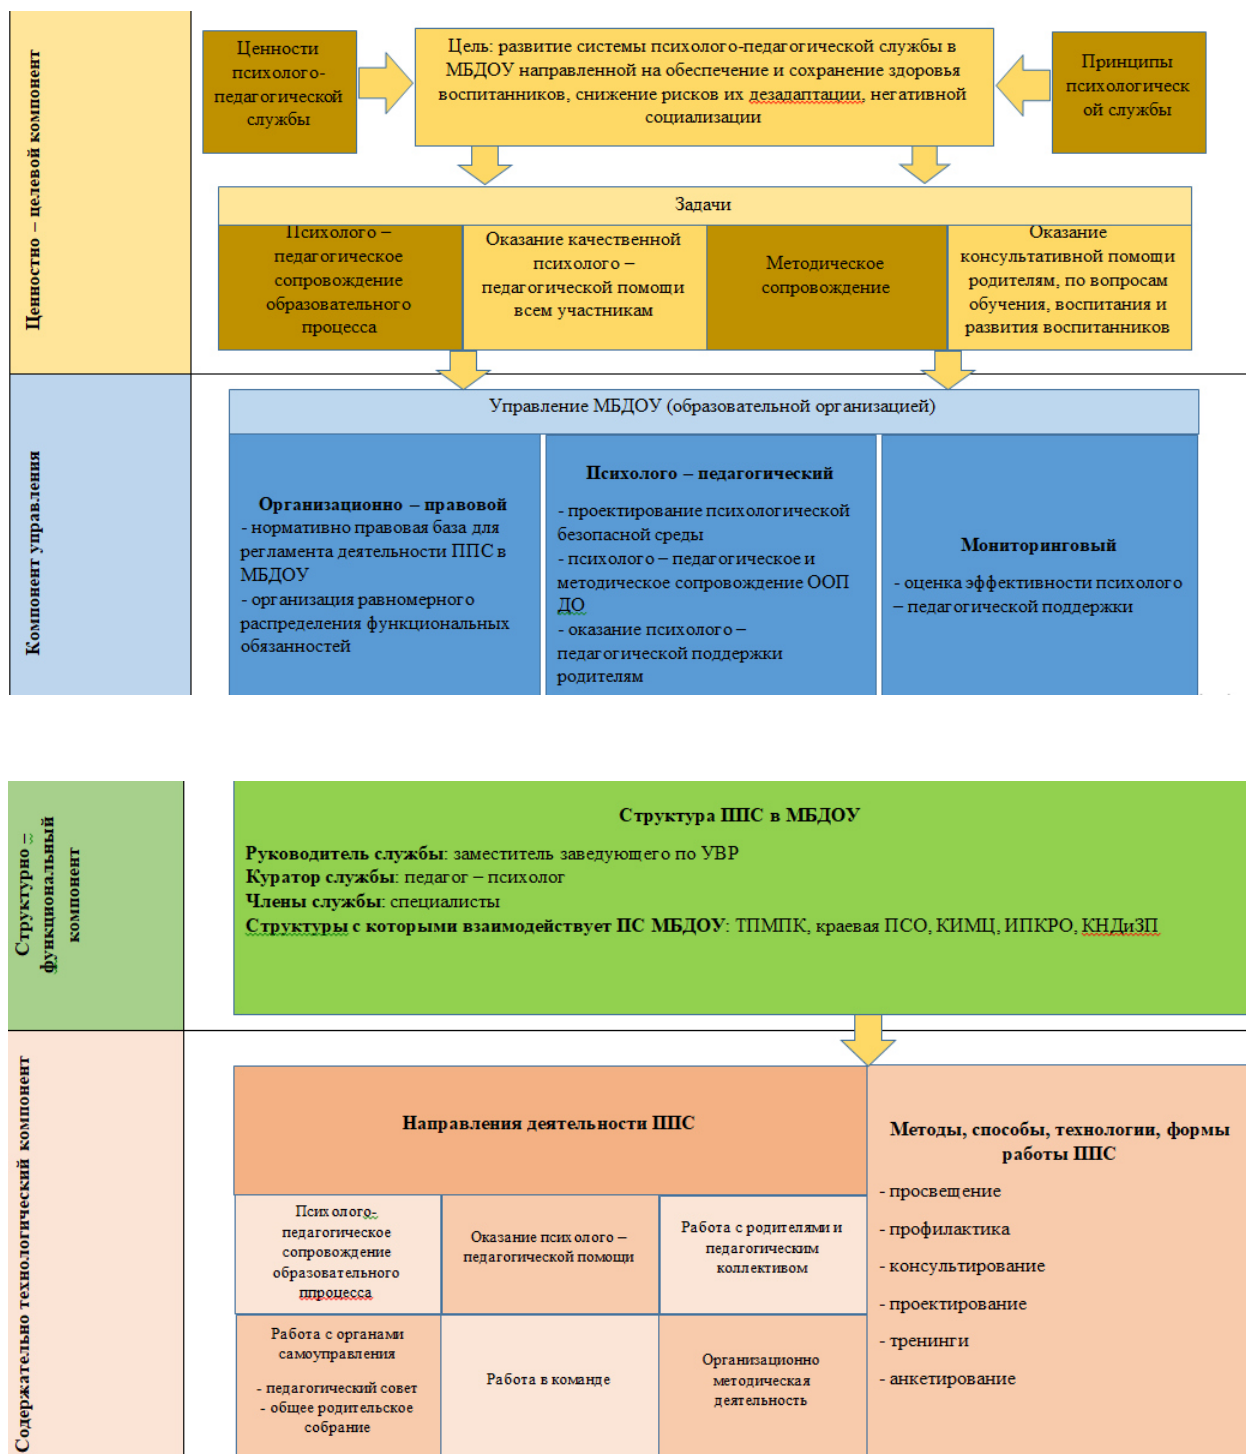 Ценностно – целевой компонент
Ценности
психолого-
педагогической
службы
Цель: развитие системы психолого-педагогической службы в
МБДОУ направленной на обеспечение и сохранение здоровья
воспитанников, снижение рисков их дезадаптации, негативной
социализации
Принципы
психологическ
ой службы
Задачи
Психолого –
педагогическое
сопровождение
образовательного
процесса
Оказание качественной
психолого –
педагогической помощи
всем участникам
Методическое
сопровождение
Оказание
консультативной помощи
родителям, по вопросам
обучения, воспитания и
развития воспитанников
Компонент управления
Управление МБДОУ (образовательной организацией)
Организационно – правовой
- нормативно правовая база для
регламента деятельности ППС в
МБДОУ
- организация равномерного
распределения функциональных
обязанностей
Психолого – педагогический
- проектирование психологической
безопасной среды
- психолого – педагогическое и
методическое сопровождение ООП
ДО
- оказание психолого –
педагогической поддержки
родителям
Мониторинговый
- оценка эффективности психолого
– педагогической поддержки
Структурно –
функциональный
компонент
Структура ППС в МБДОУ
Руководитель службы: заместитель заведующего по УВР
Куратор службы: педагог – психолог
Члены службы: специалисты
Структуры с которыми взаимодействует ПС МБДОУ: ТПМПК, краевая ПСО, КИМЦ, ИПКРО, КНДиЗП
Содержательно технологический компонент
Направления деятельности ППС
Психолого-
педагогическое
сопровождение
образовательного
ппроцесса
Оказание психолого –
педагогической помощи
Работа с родителями и
педагогическим
коллективом
Работа с органами
самоуправления
- педагогический совет
- общее родительское
собрание
Работа в команде
Организационно
методическая
деятельность
Методы, способы, технологии, формы
работы ППС
- просвещение
- профилактика
- консультирование
- проектирование
- тренинги
- анкетирование